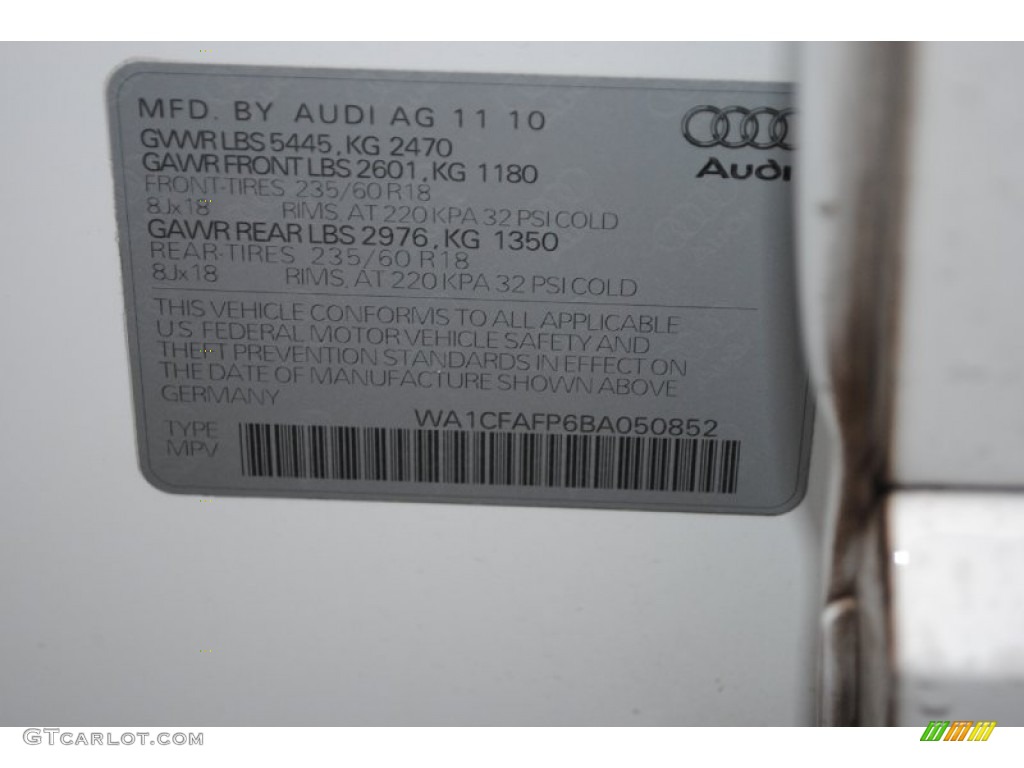 MFD. BY AUDI AG 11 10
GVWR LBS 5445, KG 2470
GAWR FRONT LBS 2601, KG 1180
FRONT-TIRES 235/60 R18
8Jx18 RIMS, AT 220 KPA 32 PSI COLD
GAWR REAR LBS 2976, KG 1350
REAR-TIRES 235/60 R18
8Jx18 RIMS, AT 220 KPA 32 PSI COLD
Audi
THIS VEHICLE CONFORMS TO ALL APPLICABLE
U.S. FEDERAL MOTOR VEHICLE SAFETY AND
THEFT PREVENTION STANDARDS IN EFFECT ON
THE DATE OF MANUFACTURE SHOWN ABOVE
GERMANY
WA1CFAFP6BA050852
TYPE
MPV
GTCARLOT.COM